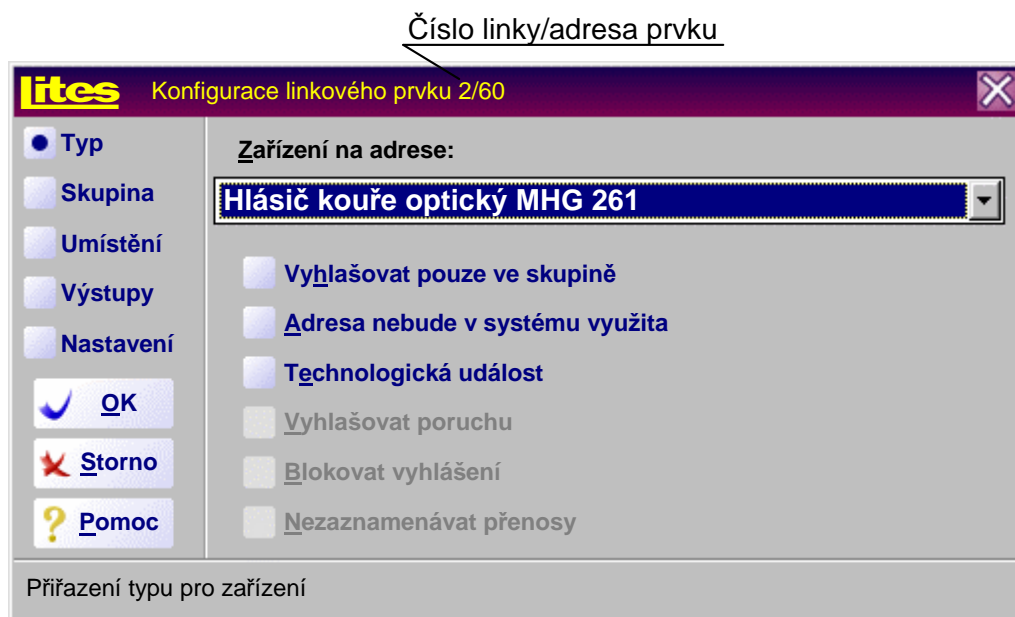 Číslo linky/adresa prvku
lites Konfigurace linkového prvku 2/60
Typ
Skupina
Umístění
Výstupy
Nastavení
OK
Storno
Pomoc
Zařízení na adrese:
Hlásič kouře optický MHG 261
Vyhlašovat pouze ve skupině
Adresa nebude v systému využita
Technologická událost
Vyhlašovat poruchu
Blokovat vyhlášení
Nezaznamenávat přenosy
Přiřazení typu pro zařízení